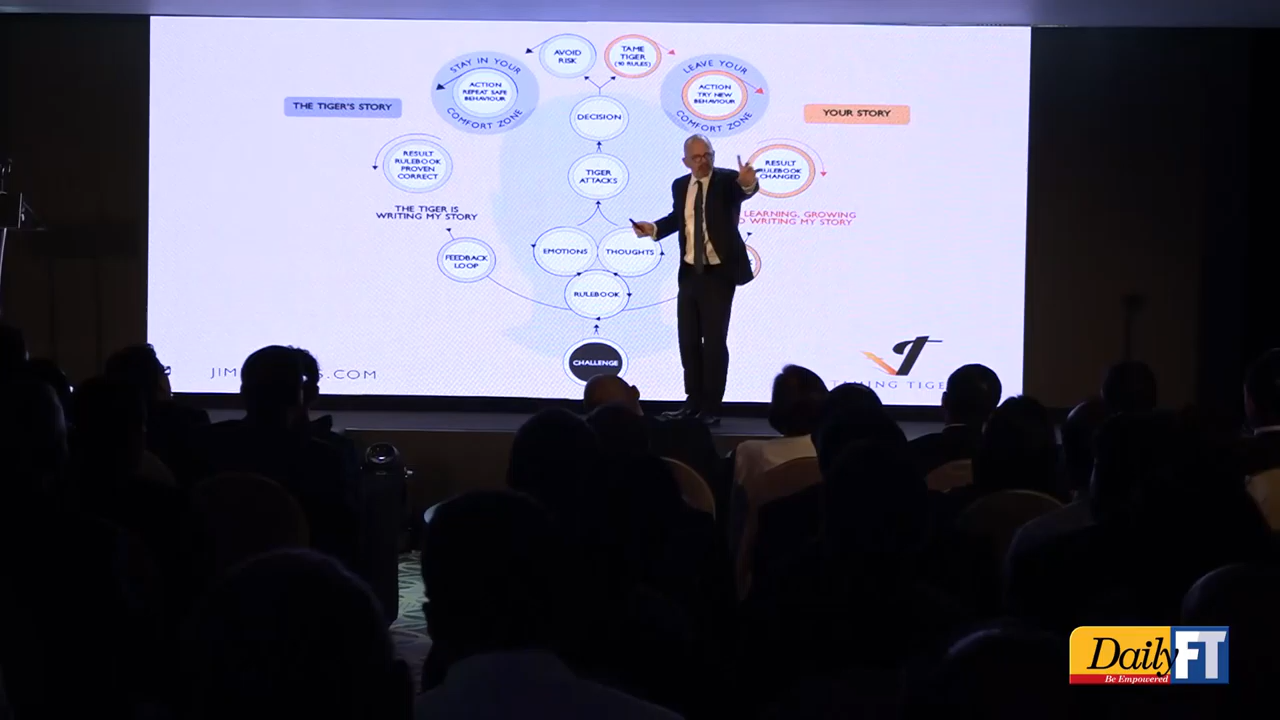 AVOID
RISK
TAME
TIGER
(10 RULES)
STAY IN YOUR
ACTION
REPEAT SAFE
BEHAVIOUR
COMFORT ZONE
LEAVE YOUR
ACTION
TRY NEW
BEHAVIOUR
COMFORT ZONE
THE TIGER'S STORY
DECISION
YOUR STORY
RESULT
RULEBOOK
PROVEN
CORRECT
TIGER
ATTACKS
RESULT
RULEBOOK
CHANGED
THE TIGER IS
WRITING MY STORY
LEARNING, GROWING
WRITING MY STORY
FEEDBACK
LOOP
EMOTIONS
THOUGHTS
RULEBOOK
CHALLENGE
.COM
Daily FT
Be Empowered